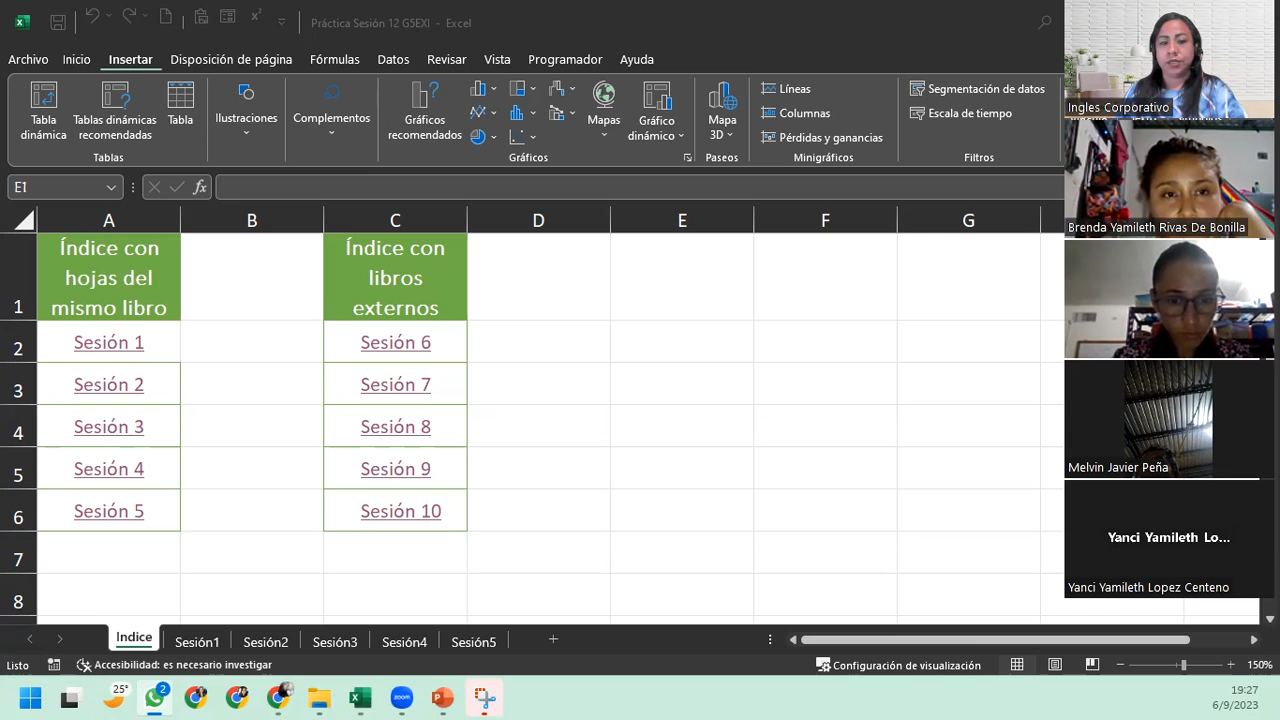 Práctica Sesión 12 G3EXI - Excel
Archivo Inicio Insertar Disposición de página Fórmulas Vista Ayuda
Tabla dinámica
Tablas dinámicas recomendadas
Tabla
Ilustraciones
Complementos
Gráficos
Mapas
Gráfico dinámico
Mapa 3D
Líneas
Columnas
Pérdidas y ganancias
Segmentación de datos
Escala de tiempo
Tablas Gráficos Paseos Minigráficos Filtros
E1 fx
A B C D E F G
1 Índice con hojas del mismo libro Índice con libros externos
2 Sesión 1 Sesión 6
3 Sesión 2 Sesión 7
4 Sesión 3 Sesión 8
5 Sesión 4 Sesión 9
6 Sesión 5 Sesión 10
7
8
Indice Sesión1 Sesión2 Sesión3 Sesión4 Sesión5
Listo Accesibilidad: es necesario investigar Configuración de visualización 150%
25° 2 zoom
19:27
6/9/2023
Ingles Corporativo
Brenda Yamileth Rivas De Bonilla
Melvin Javier Peña
Yanci Yamileth Lo...
Yanci Yamileth Lopez Centeno